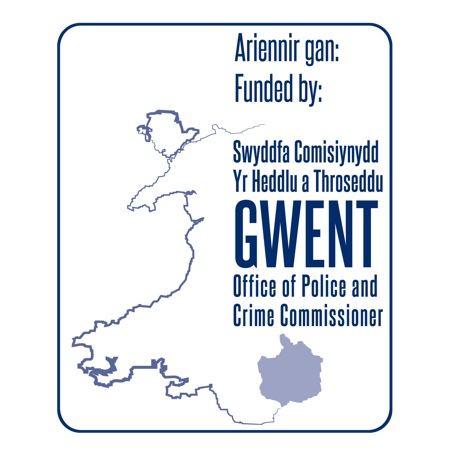 Ariennir gan:
Funded by:
Swyddfa Comisiynydd
Yr Heddlu a Throseddu
GWENT
Office of Police and
Crime Commissioner